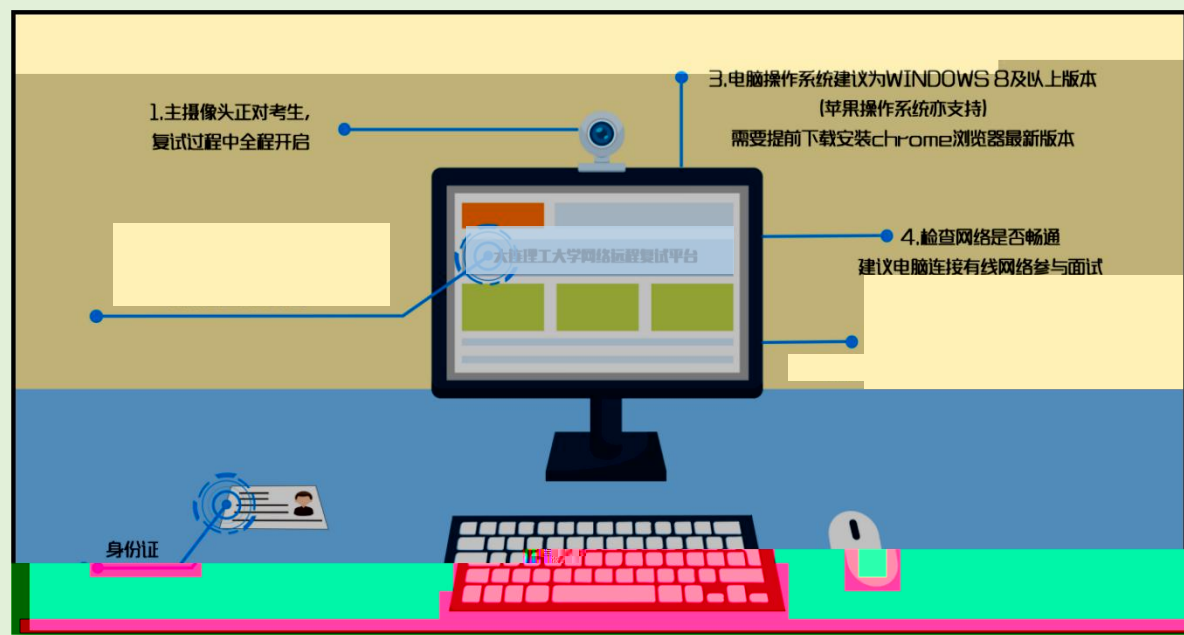 1.主摄像头正对考生,
复试过程中全程开启
3.电脑操作系统建议为WINDOWS 8及以上版本
(苹果操作系统亦支持)
需要提前下载安装chrome浏览器最新版本
大连理工大学网络远程复试平台
4.检查网络是否畅通
建议电脑连接有线网络参与面试
身份证